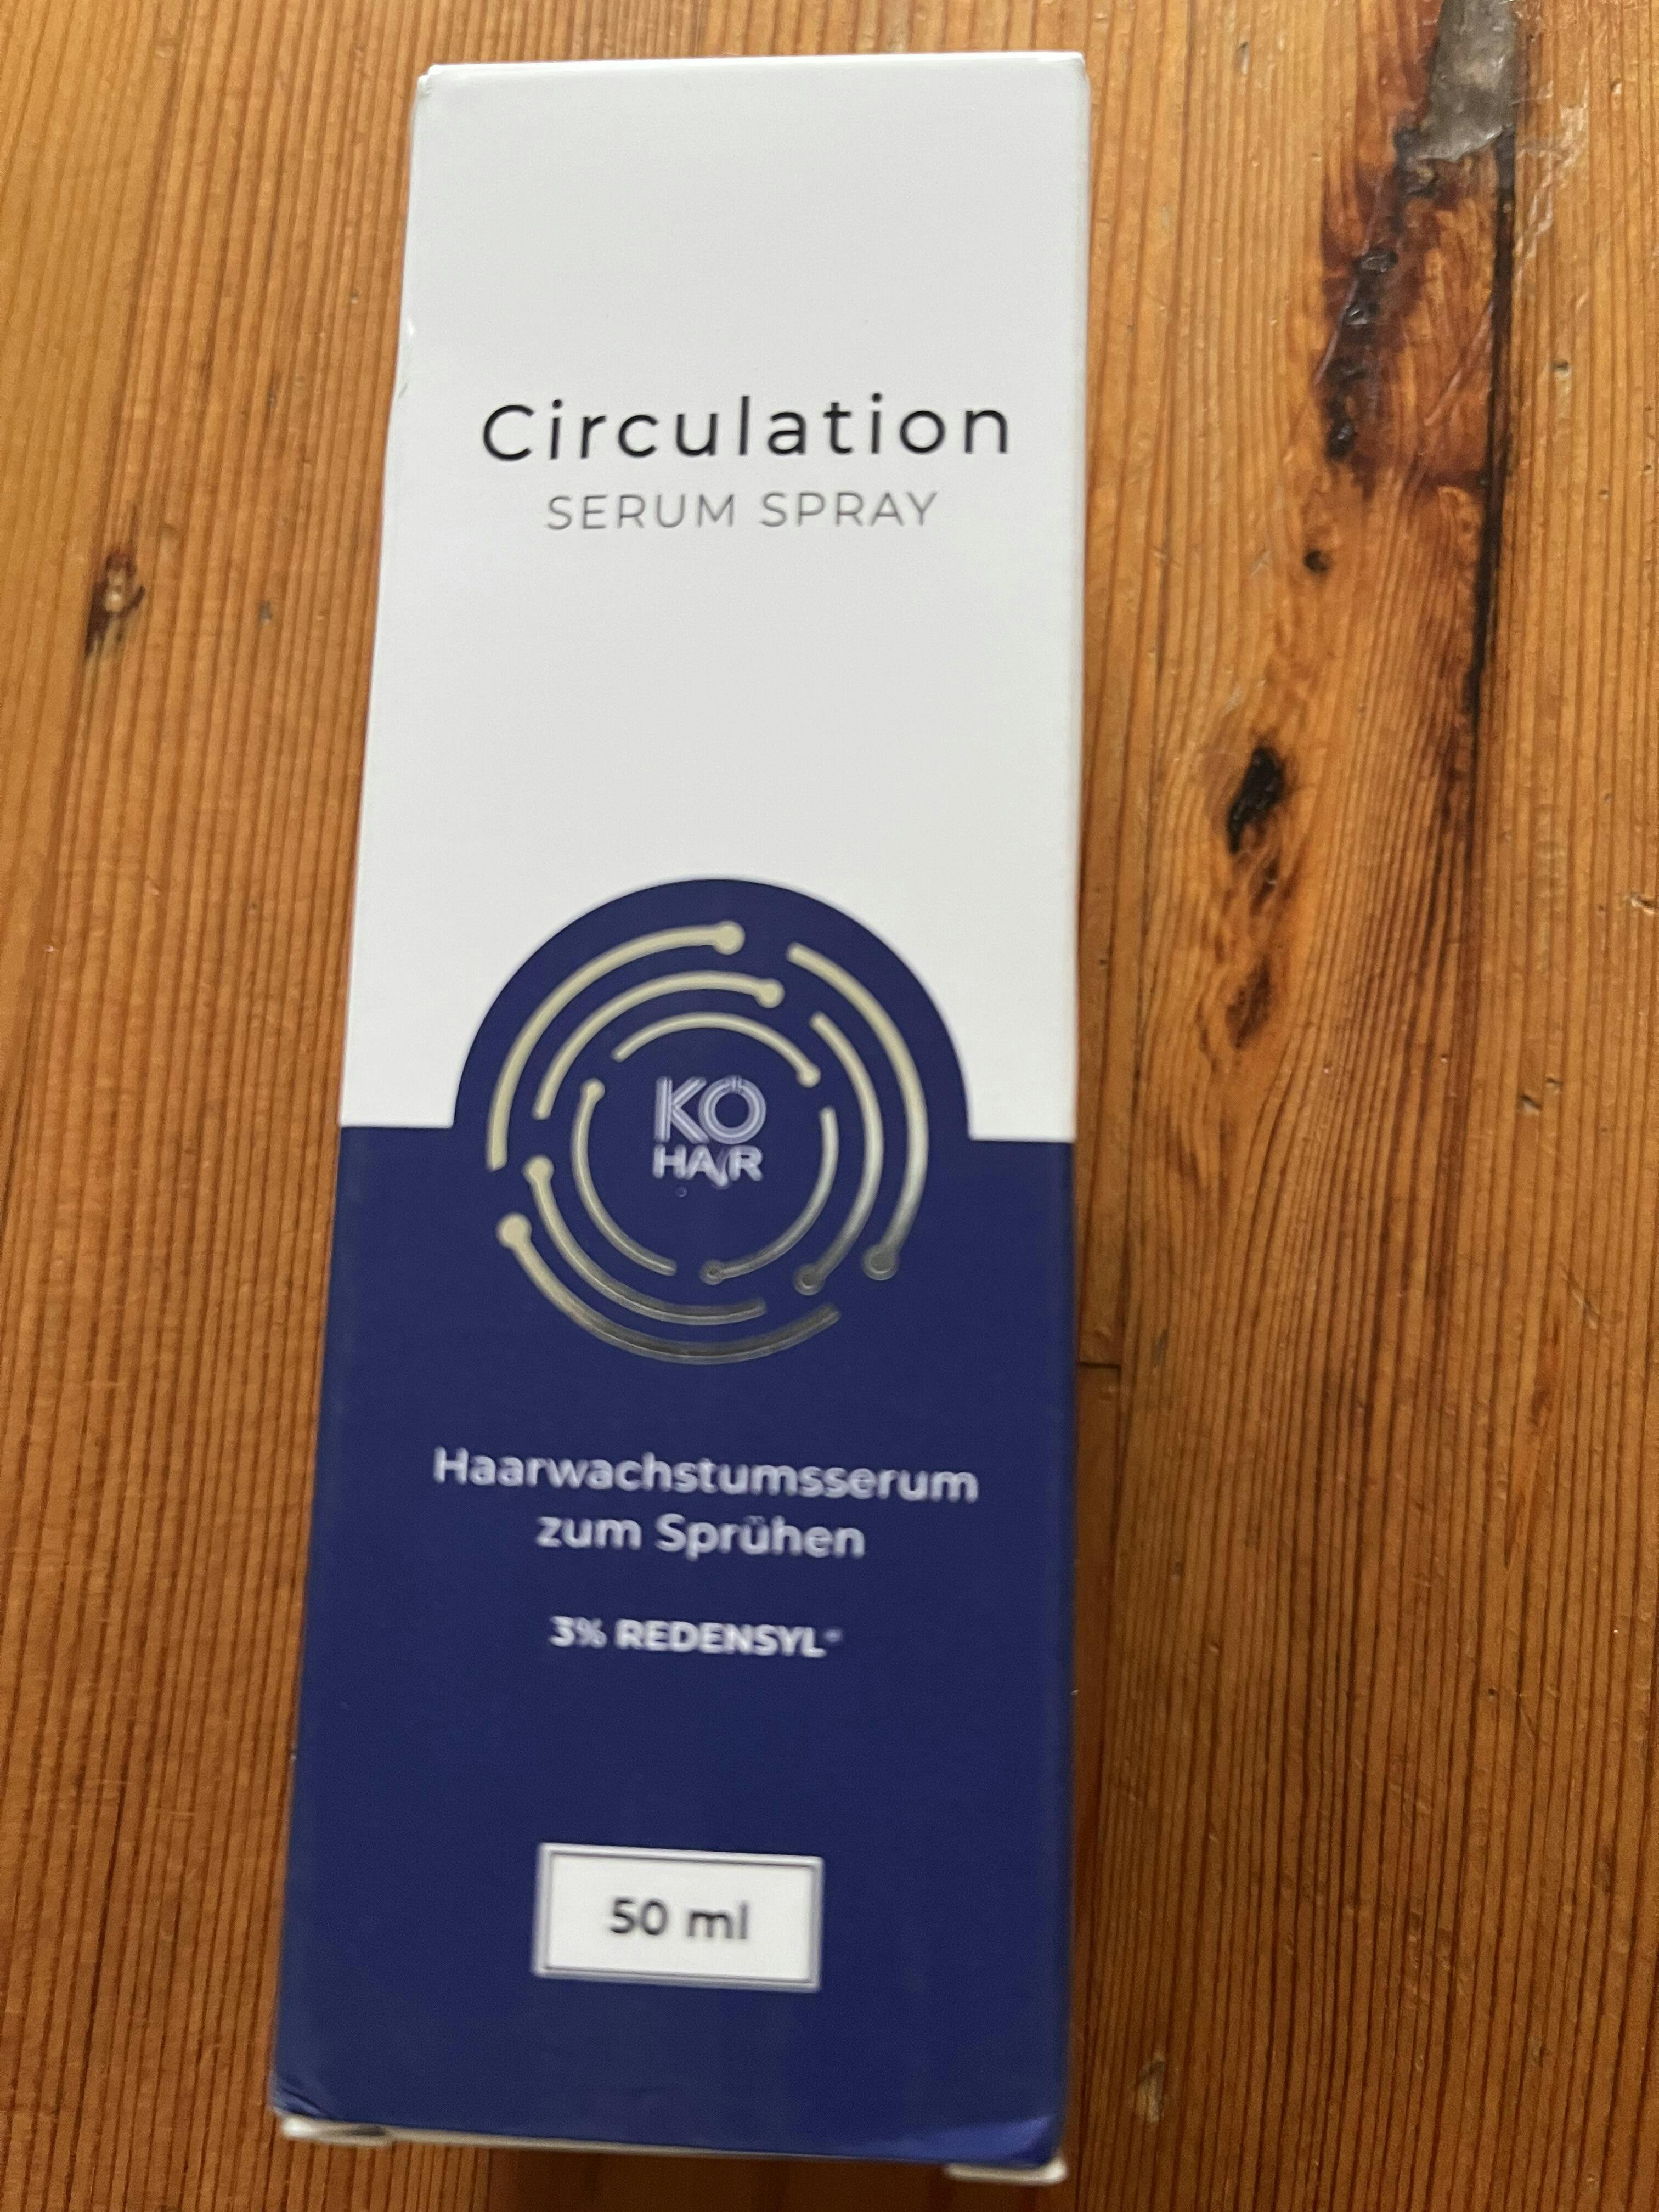 Circulation
SERUM SPRAY
KÖ
HAIR
Haarwachstumsserum
zum Sprühen
3% REDENSYL®
50 ml